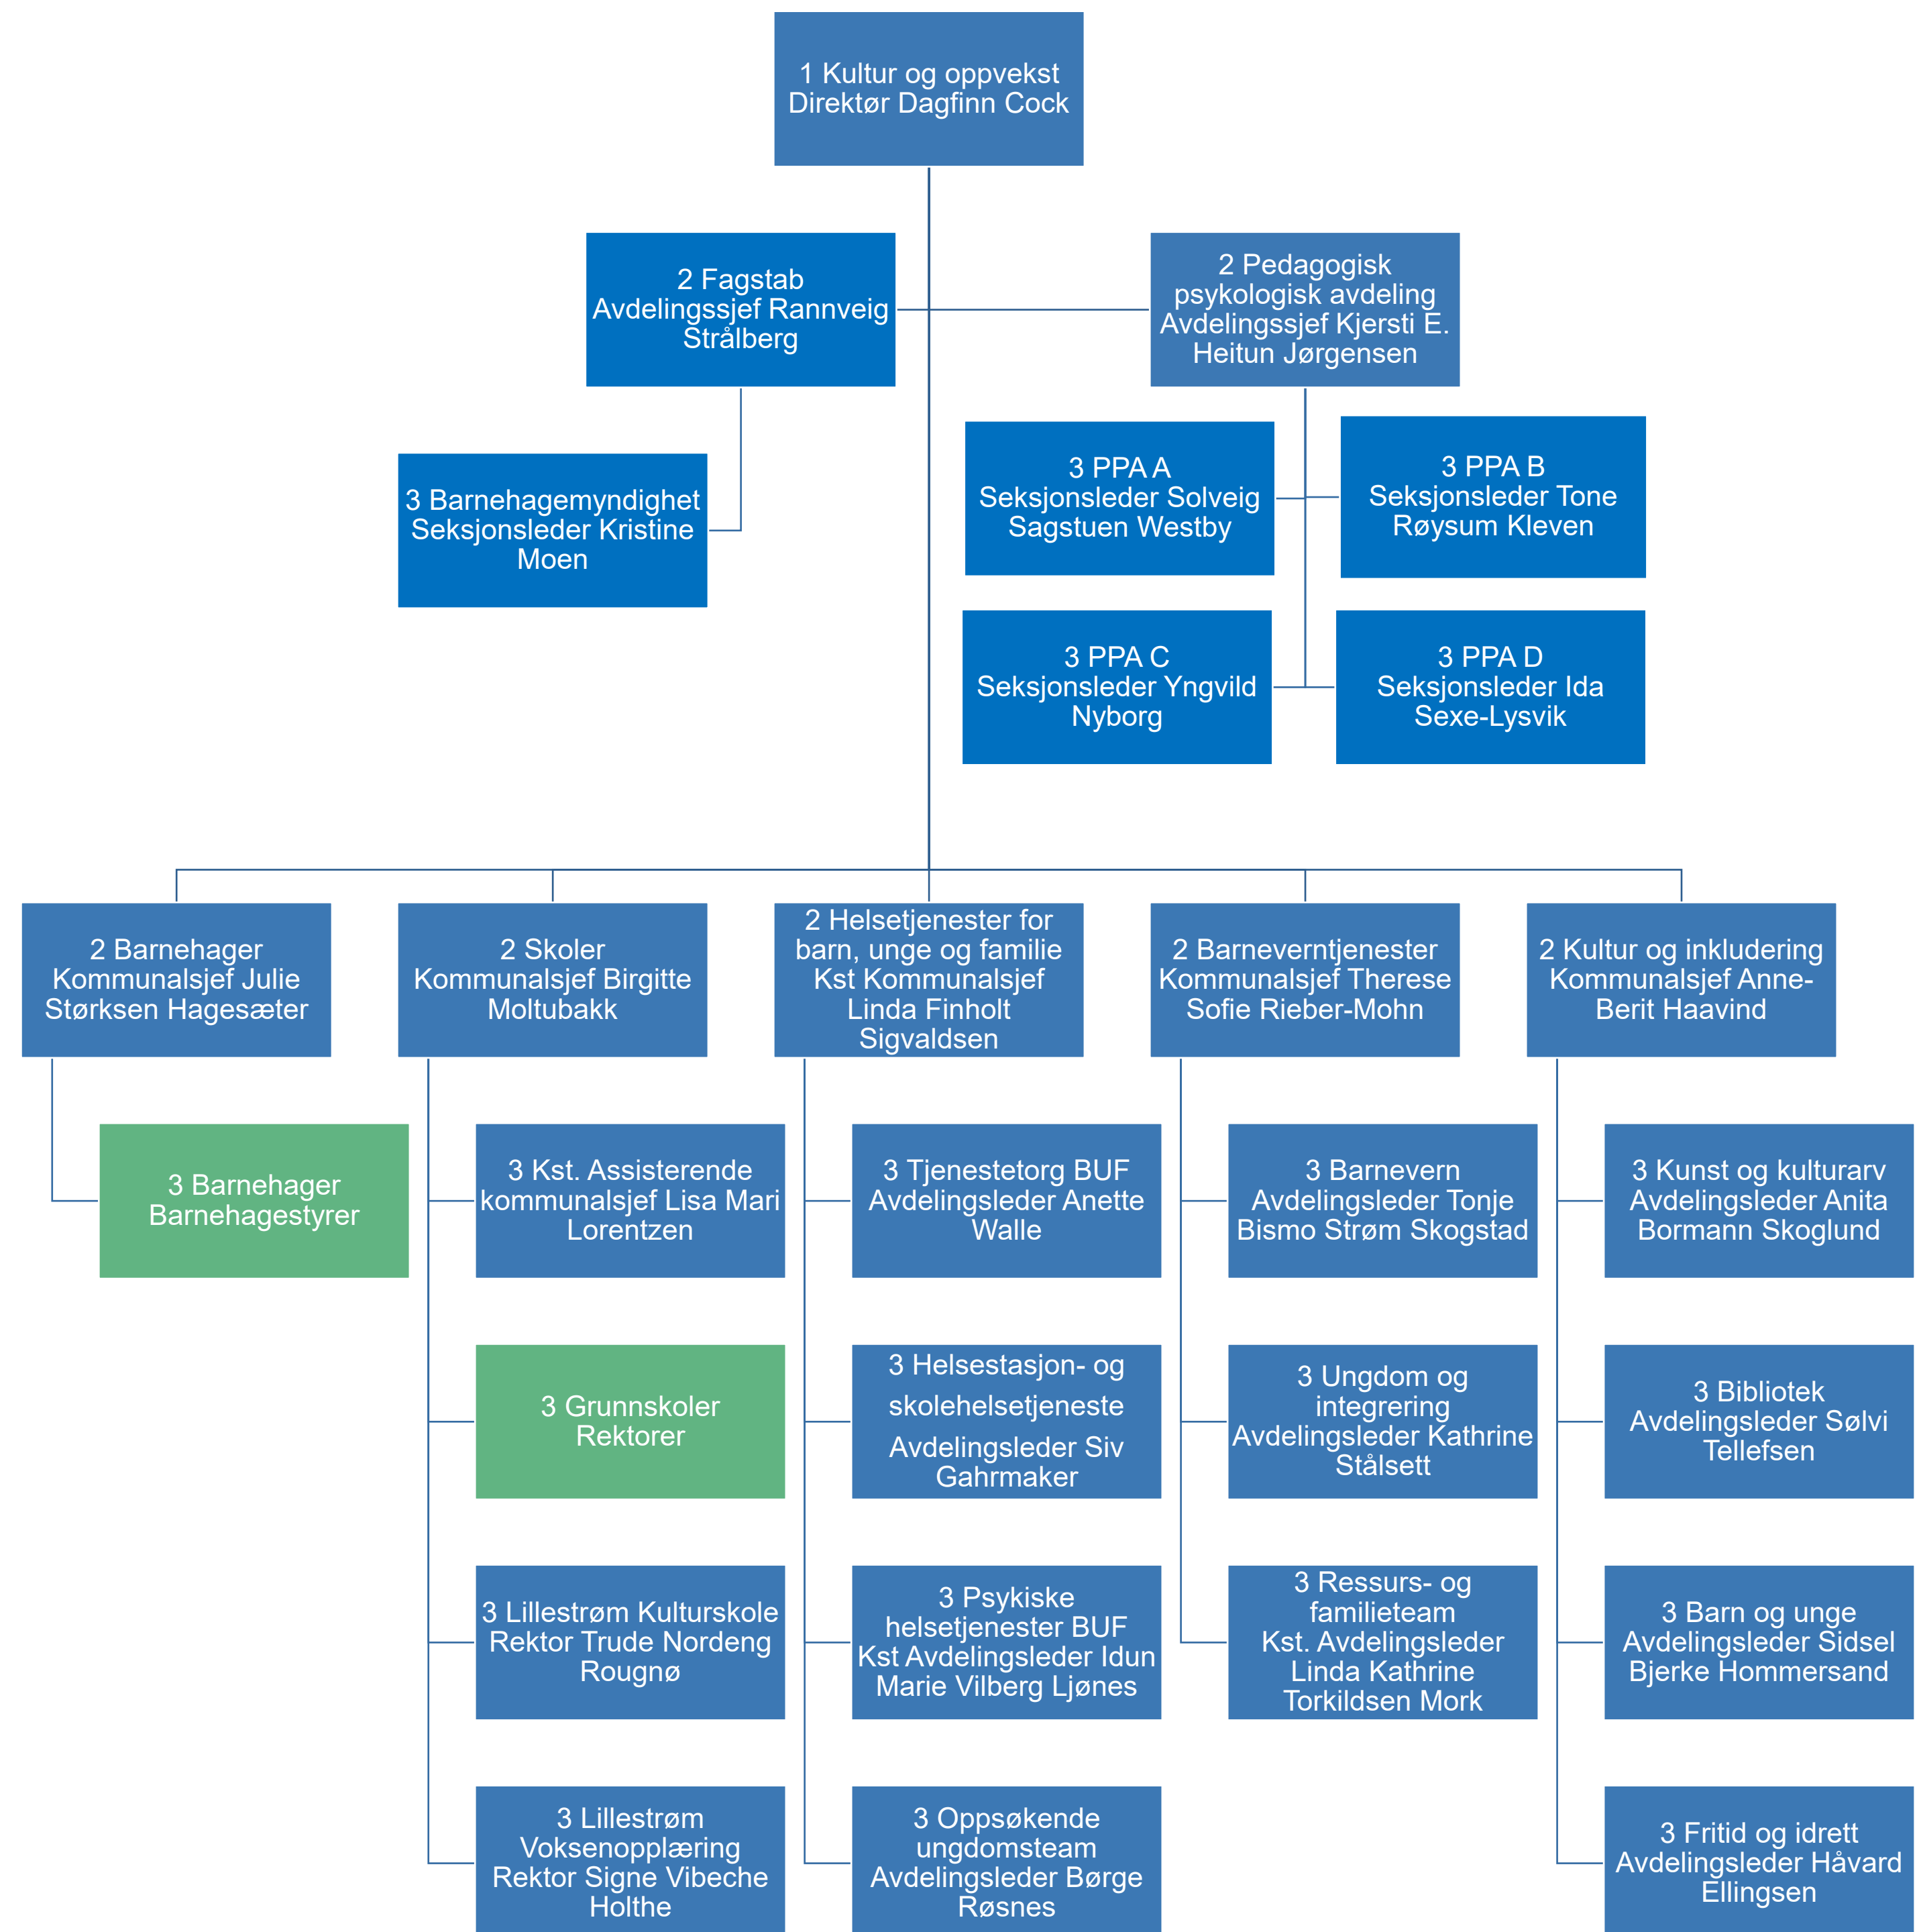 1 Kultur og oppvekst
Direktør Dagfinn Cock
2 Fagstab
Avdelingssjef Rannveig
Strålberg
2 Pedagogisk
psykologisk avdeling
Avdelingssjef Kjersti E.
Heitun Jørgensen
3 Barnehagemyndighet
Seksjonsleder Kristine
Moen
3 PPA A
Seksjonsleder Solveig
Sagstuen Westby
3 PPA B
Seksjonsleder Tone
Røysum Kleven
3 PPA C
Seksjonsleder Yngvild
Nyborg
3 PPA D
Seksjonsleder Ida
Sexe-Lysvik
2 Barnehager
Kommunalsjef Julie
Størksen Hagesæter
2 Skoler
Kommunalsjef Birgitte
Moltubakk
2 Helsetjenester for
barn, unge og familie
Kst Kommunalsjef
Linda Finholt
Sigvaldsen
2 Barneverntjenester
Kommunalsjef Therese
Sofie Rieber-Mohn
2 Kultur og inkludering
Kommunalsjef Anne-
Berit Haavind
3 Barnehager
Barnehagestyrer
3 Kst. Assisterende
kommunalsjef Lisa Mari
Lorentzen
3 Tjenestetorg BUF
Avdelingsleder Anette
Walle
3 Barnevern
Avdelingsleder Tonje
Bismo Strøm Skogstad
3 Kunst og kulturarv
Avdelingsleder Anita
Bormann Skoglund
3 Grunnskoler
Rektorer
3 Helsestasjon- og
skolehelsetjeneste
Avdelingsleder Siv
Gahrmaker
3 Ungdom og
integrering
Avdelingsleder Kathrine
Stålsett
3 Bibliotek
Avdelingsleder Sølvi
Tellefsen
3 Lillestrøm Kulturskole
Rektor Trude Nordeng
Rougnø
3 Psykiske
helsetjenester BUF
Kst Avdelingsleder Idun
Marie Vilberg Ljønes
3 Ressurs- og
familieteam
Kst. Avdelingsleder
Linda Kathrine
Torkildsen Mork
3 Barn og unge
Avdelingsleder Sidsel
Bjerke Hommersand
3 Lillestrøm
Voksenopplæring
Rektor Signe Vibeche
Holthe
3 Oppsøkende
ungdomsteam
Avdelingsleder Børge
Røsnes
3 Fritid og idrett
Avdelingsleder Håvard
Ellingsen